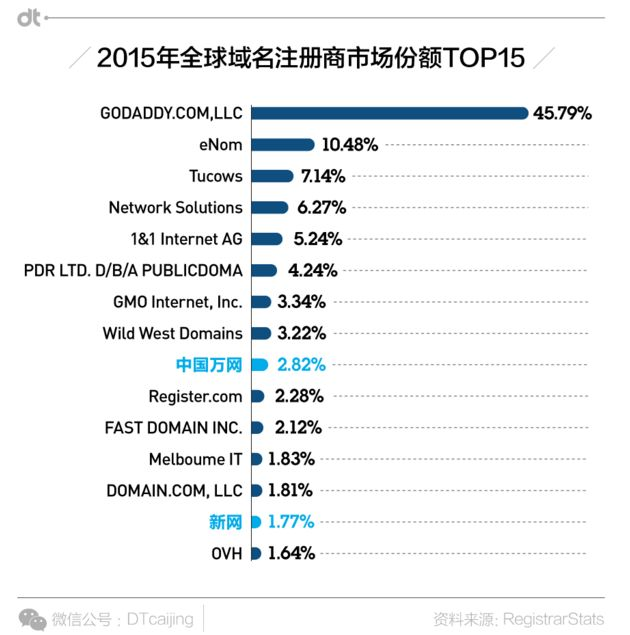 dt
2015年全球域名注册商市场份额TOP15
GODADDY.COM,LLC 45.79%
eNom 10.48%
Tucows 7.14%
Network Solutions 6.27%
1&1 Internet AG 5.24%
PDR LTD. D/B/A PUBLICDOMA 4.24%
GMO Internet, Inc. 3.34%
Wild West Domains 3.22%
中国万网 2.82%
Register.com 2.28%
FAST DOMAIN INC. 2.12%
Melboume IT 1.83%
DOMAIN.COM, LLC 1.81%
新网 1.77%
OVH 1.64%
微信公号：DTcaijing 资料来源：RegistrarStats